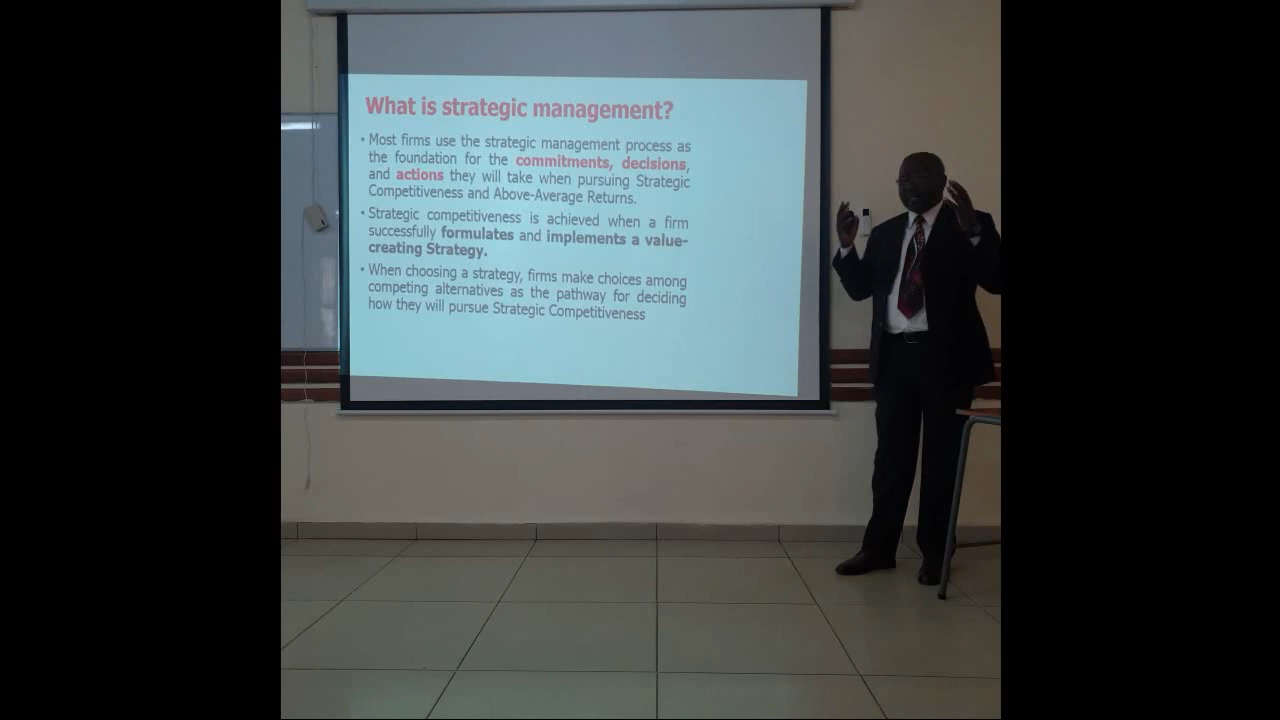 What is strategic management?
• Most firms use the strategic management process as
the foundation for the commitments, decisions,
and actions they will take when pursuing Strategic
Competitiveness and Above-Average Returns.
• Strategic competitiveness is achieved when a firm
successfully formulates and implements a value-
creating Strategy.
• When choosing a strategy, firms make choices among
competing alternatives as the pathway for deciding
how they will pursue Strategic Competitiveness